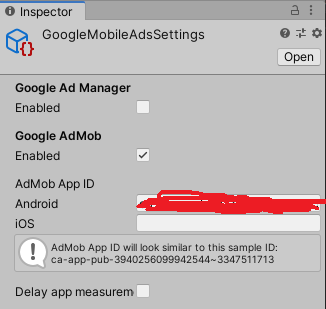 Inspector
GoogleMobileAdsSettings
Open
Google Ad Manager
Enabled
Google AdMob
Enabled
AdMob App ID
Android
iOS
AdMob App ID will look similar to this sample ID:
ca-app-pub-3940256099942544~3347511713
Delay app measurem